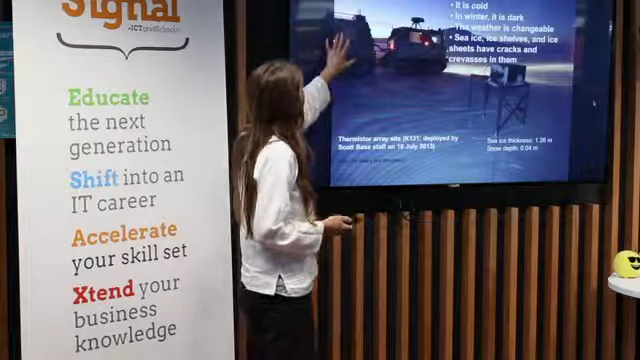 Signal
-ICTgradSchools
Educate
the next
generation
Shift into an
IT career
Accelerate
your skill set
Xtend your
business
knowledge
• It is cold
• In winter, it is dark
The weather is changeable
• Sea ice, ice shelves, and ice
sheets have cracks and
crevasses in them
Thermistor array site (K131: deployed by
Scott Base staff on 16 July 2013)
Sea ice thickness: 1.26 m
Snow depth: 0.04 m